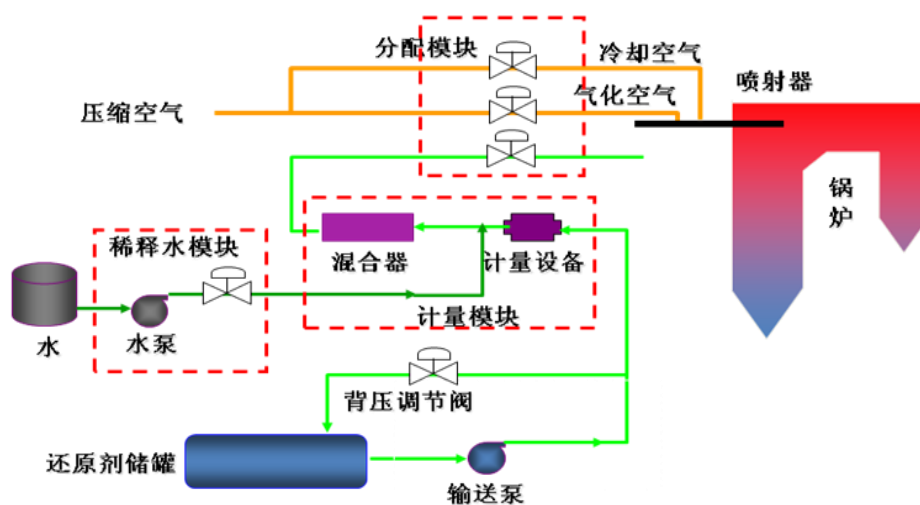 分配模块
冷却空气
喷射器
压缩空气
气化空气
锅
炉
稀释水模块
混合器
计量设备
水
水泵
计量模块
背压调节阀
还原剂储罐
输送泵